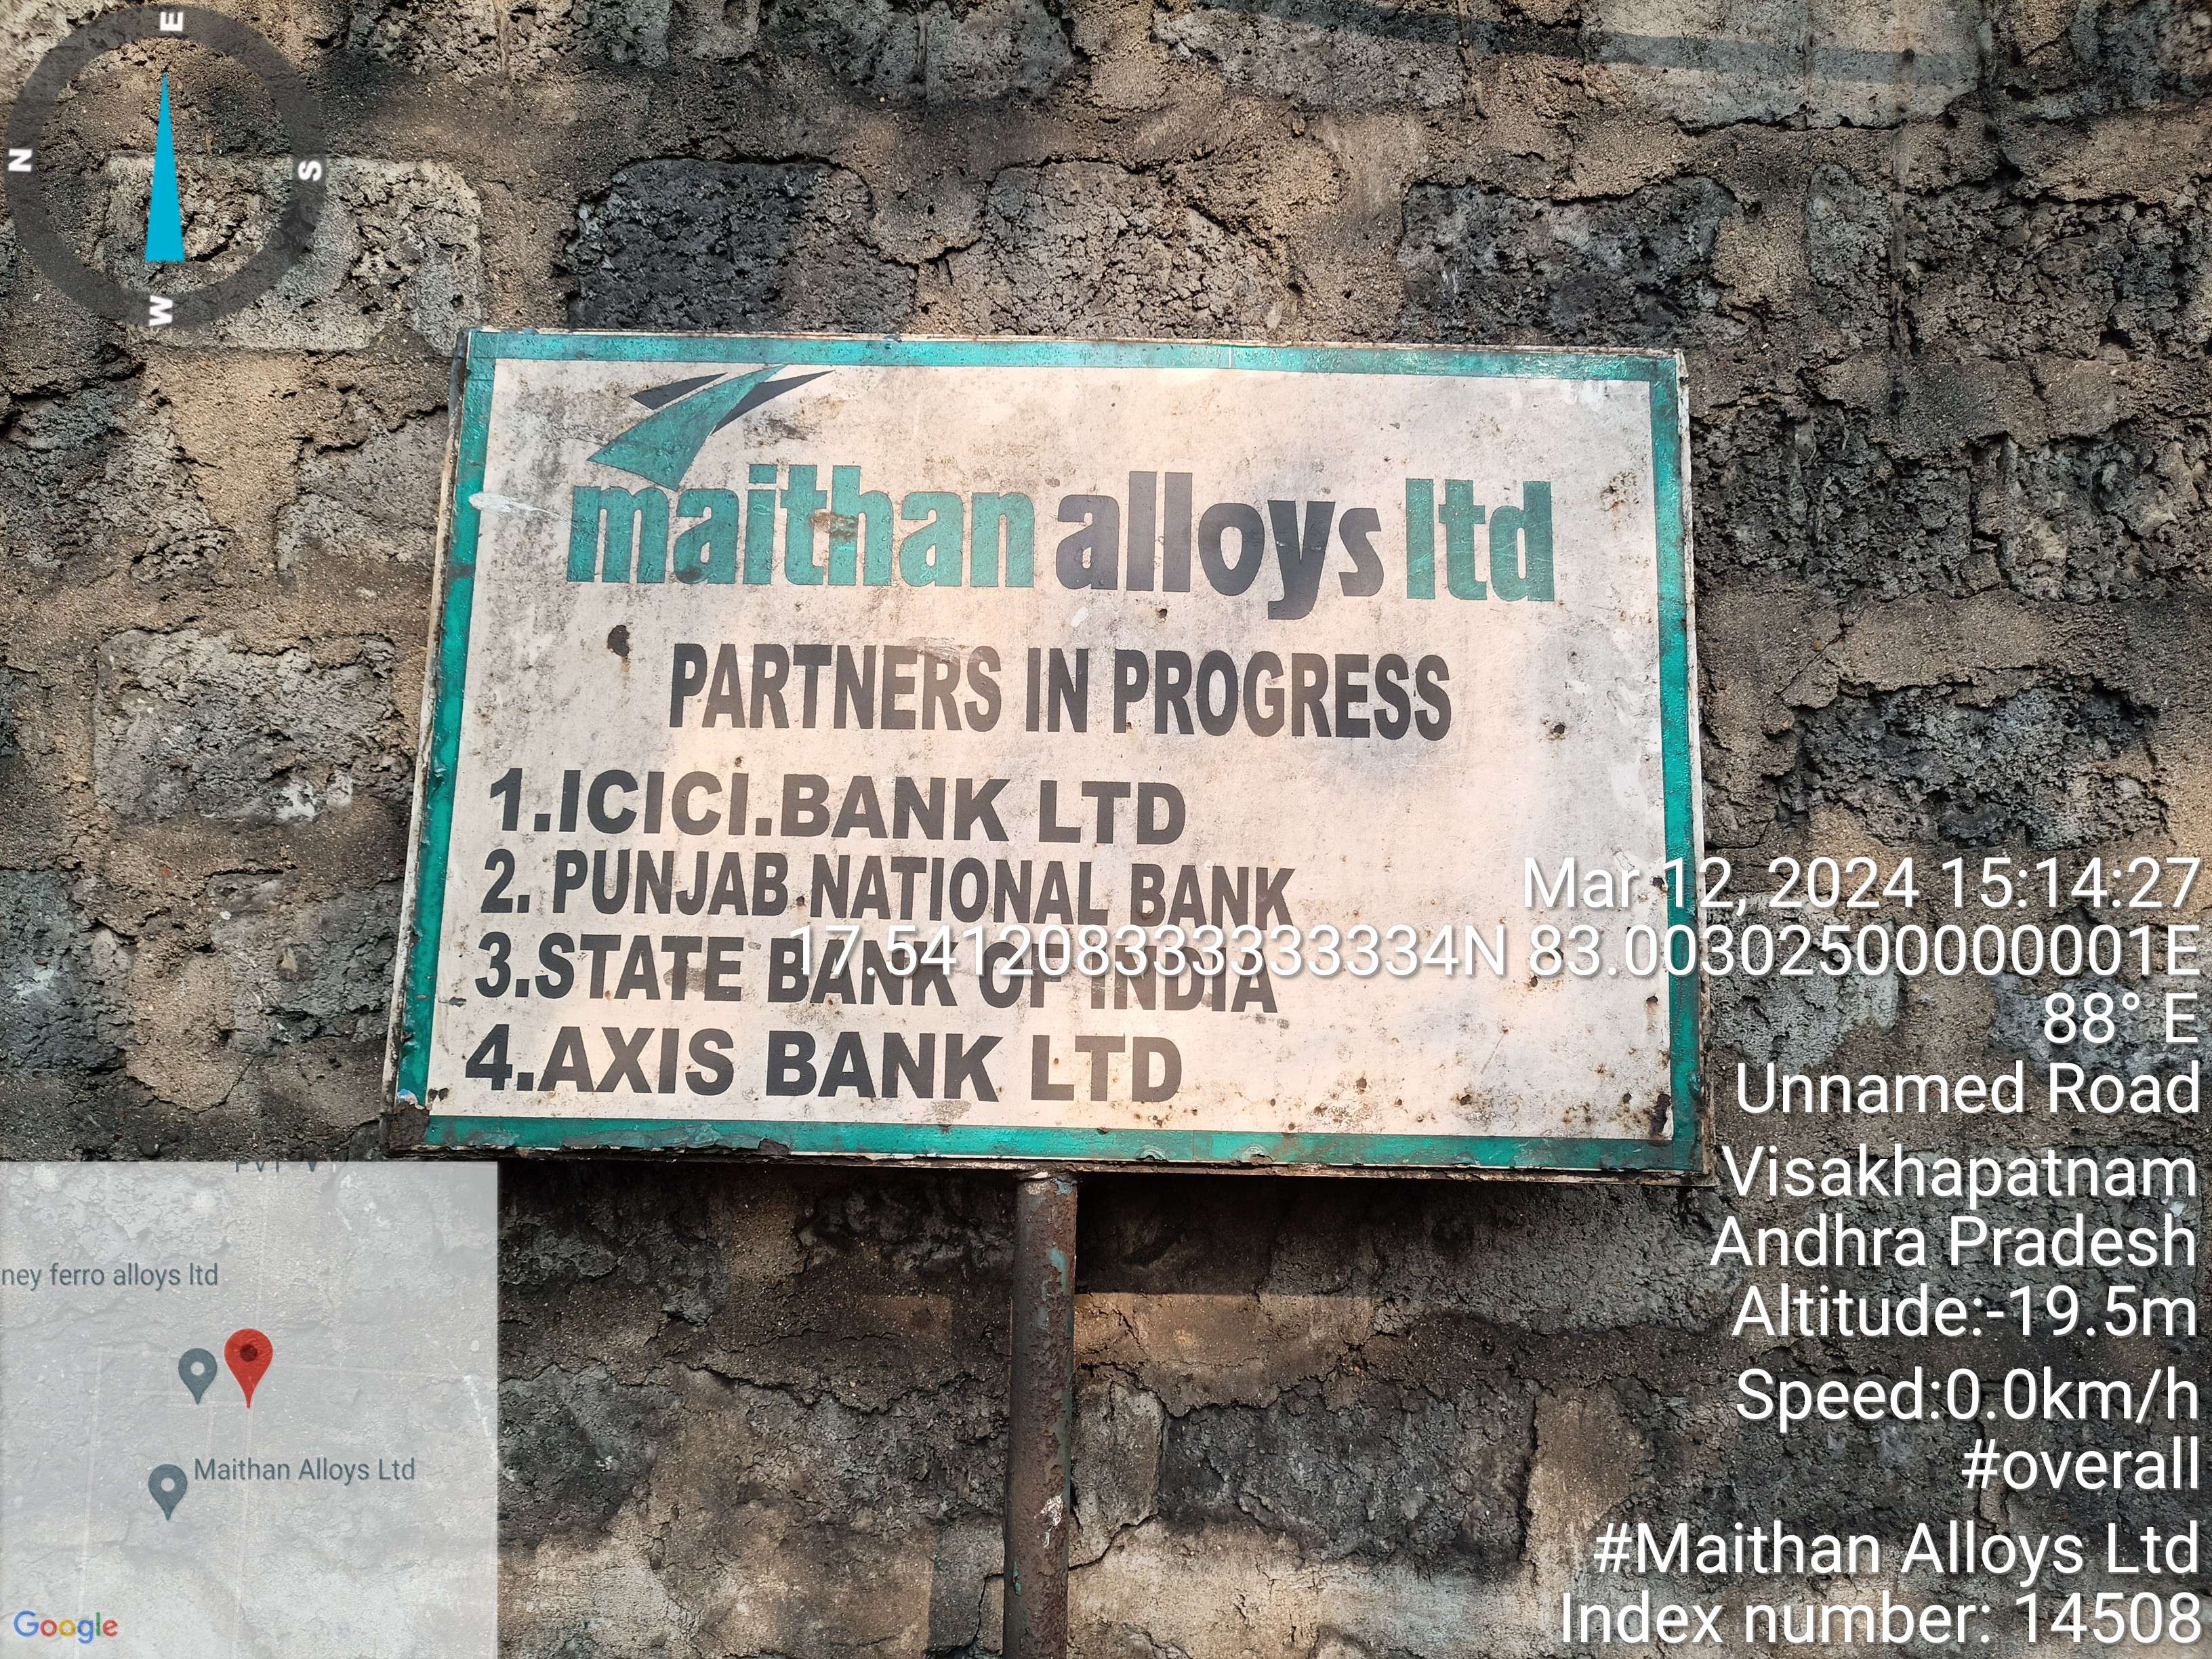 E
N
S
W
maithan alloys ltd
PARTNERS IN PROGRESS
1.ICICI.BANK LTD
2. PUNJAB NATIONAL BANK
3.STATE BANK OF INDIA
4.AXIS BANK LTD
Mar 12, 2024 15:14:27
17.541208333333334N 83.00302500000001E
88° E
Unnamed Road
Visakhapatnam
Andhra Pradesh
Altitude:-19.5m
Speed:0.0km/h
#overall
#Maithan Alloys Ltd
Index number: 14508
ney ferro alloys ltd
Maithan Alloys Ltd
Google